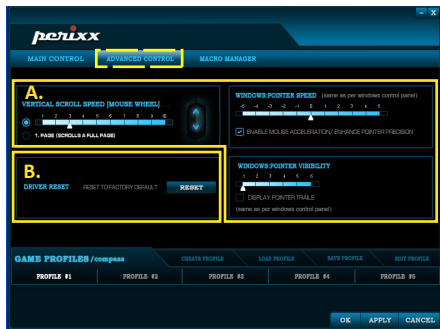 perixx
MAIN CONTROL ADVANCED CONTROL MACRO MANAGER
A.
VERTICAL SCROLL SPEED [MOUSE WHEEL]
1 2 3 4 5 6 7 8 9 10
1. PAGE (SCROLLS A FULL PAGE)
WINDOWS:POINTER SPEED (same as per windows control panel)
-5 -4 -3 -2 -1 0 1 2 3 4 5
ENABLE MOUSE ACCELERATION/ ENHANCE POINTER PRECISION
B.
DRIVER RESET RESET TO FACTORY DEFAULT RESET
WINDOWS:POINTER VISIBILITY
1 2 3 4 5 6
DISPLAY POINTER TRAILS
(same as per windows control panel)
GAME PROFILES/compass CREATE PROFILE LOAD PROFILE SAVE PROFILE EDIT PROFILE
PROFILE #1 PROFILE #2 PROFILE #3 PROFILE #4 PROFILE #5
OK APPLY CANCEL